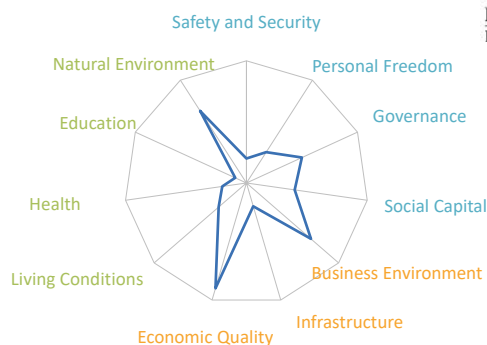 Safety and Security
Natural Environment
Personal Freedom
Education
Governance
Health
Social Capital
Living Conditions
Business Environment
Economic Quality
Infrastructure